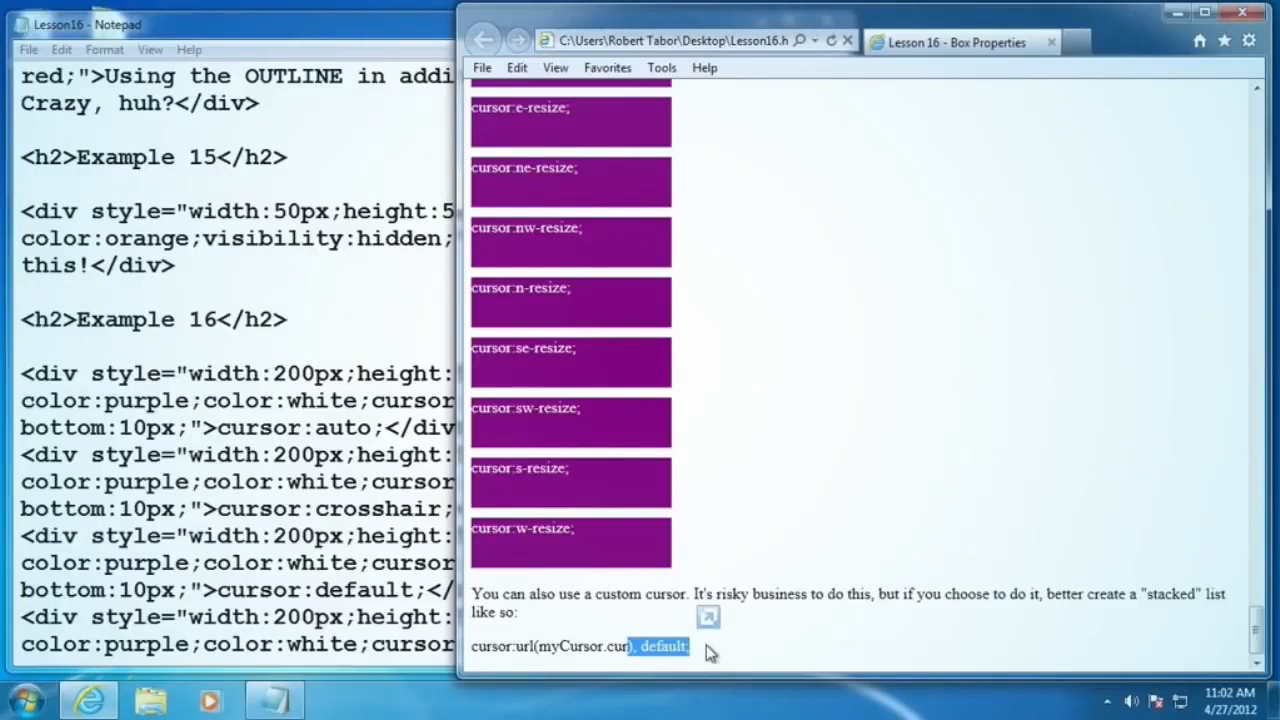 Lesson16 - Notepad
File Edit Format View Help
red;">Using the OUTLINE in addi
Crazy, huh?</div>
<h2>Example 15</h2>
<div style="width:50px;height:5
color:orange;visibility:hidden;
this!</div>
<h2>Example 16</h2>
<div style="width:200px;height:
color:purple;color:white;cursor
bottom:10px;">cursor:auto;</div
<div style="width:200px;height:
color:purple;color:white;cursor
bottom:10px;">cursor:crosshair;
<div style="width:200px;height:
color:purple;color:white;cursor
bottom:10px;">cursor:default;</
<div style="width:200px;height:
color:purple;color:white;cursor
C:\Users\Robert Tabor\Desktop\Lesson16.h
Lesson 16 - Box Properties
File Edit View Favorites Tools Help
cursor:e-resize;
cursor:ne-resize;
cursor:nw-resize;
cursor:n-resize;
cursor:se-resize;
cursor:sw-resize;
cursor:s-resize;
cursor:w-resize;
You can also use a custom cursor. It's risky business to do this, but if you choose to do it, better create a "stacked" list
like so:
cursor:url(myCursor.cur), default;
11:02 AM
4/27/2012